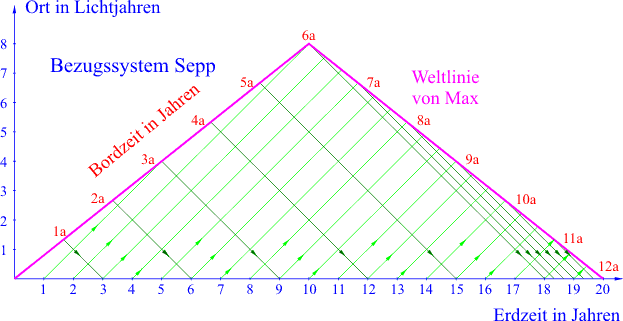 Ort in Lichtjahren
8
7
6
5
4
3
2
1
Bezugssystem Sepp
Weltlinie
von Max
Bordzeit in Jahren
6a
5a
7a
4a
8a
3a
9a
2a
10a
1a
11a
12a
1 2 3 4 5 6 7 8 9 10 11 12 13 14 15 16 17 18 19 20
Erdzeit in Jahren